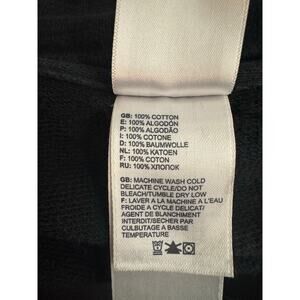 GB: 100% COTTON
E: 100% ALGODÓN
P: 100% ALGODÃO
I: 100% COTONE
D: 100% BAUMWOLLE
NL: 100% KATOEN
F: 100% COTON
RU: 100% ХЛОПОК
GB: MACHINE WASH COLD
DELICATE CYCLE/DO NOT
BLEACH/TUMBLE DRY LOW
F: LAVER A LA MACHINE A L'EAU
FROIDE A CYCLE DELICAT/
AGENT DE BLANCHIMENT
INTERDIT/SECHER PAR
CULBUTAGE A BASSE
TEMPERATURE